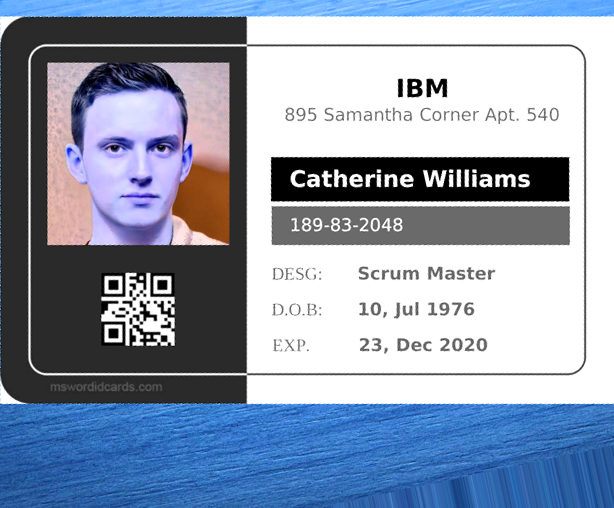 IBM
895 Samantha Corner Apt. 540
Catherine Williams
189-83-2048
DESG: Scrum Master
D.O.B: 10, Jul 1976
EXP. 23, Dec 2020
mswordidcards.com